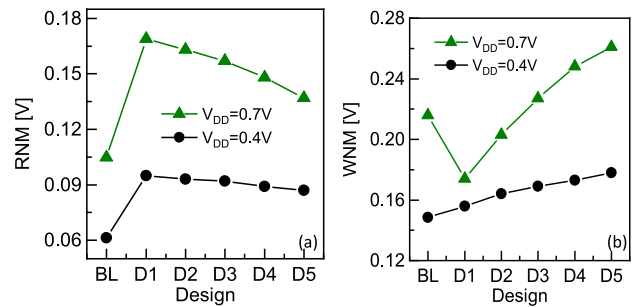 RNM [V]
0.18
0.15
0.12
0.09
0.06
V_DD=0.7V
V_DD=0.4V
(a)
BL D1 D2 D3 D4 D5
Design
WNM [V]
0.28
0.24
0.20
0.16
0.12
V_DD=0.7V
V_DD=0.4V
(b)
BL D1 D2 D3 D4 D5
Design